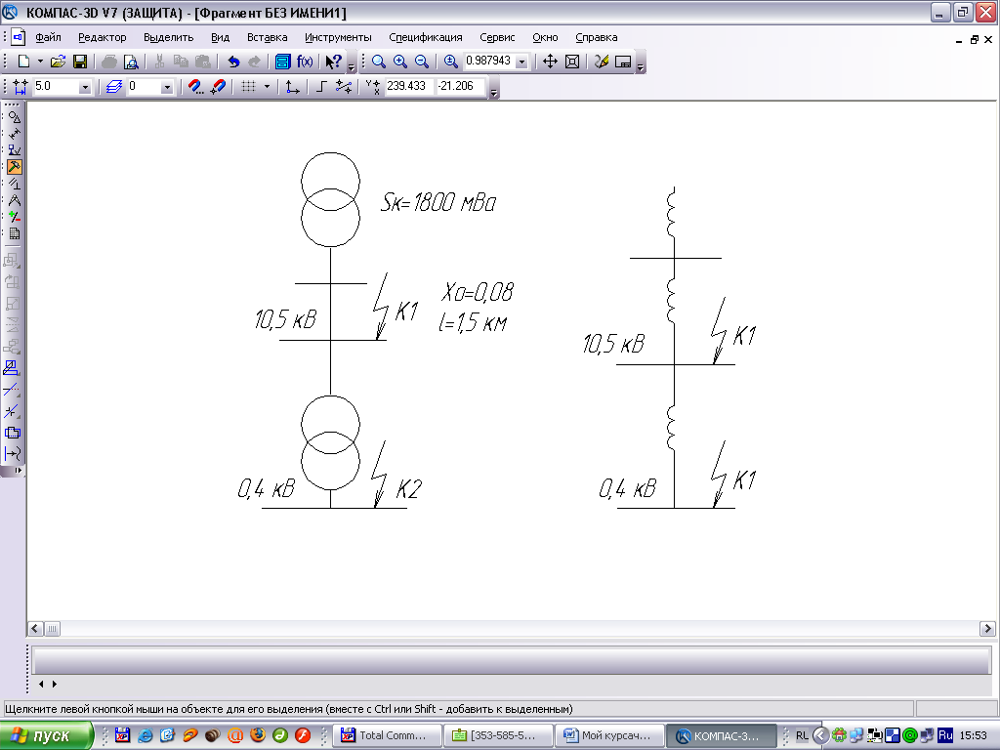 КОМПАС-3D V7 (ЗАЩИТА) - [Фрагмент БЕЗ ИМЕНИ1]
Файл Редактор Выделить Вид Вставка Инструменты Спецификация Сервис Окно Справка
f(x) 0.987943
5.0 0 239.433 -21.206
Sк=1800 мВа
Xо=0,08
10,5 кВ К1 l=1,5 км
10,5 кВ К1
0,4 кВ К2
0,4 кВ К1
Щелкните левой кнопкой мыши на объекте для его выделения (вместе с Ctrl или Shift - добавить к выделенным)
пуск Total Comm... [353-585-5... Мой курсач... КОМПАС-3... RL Ru 15:53